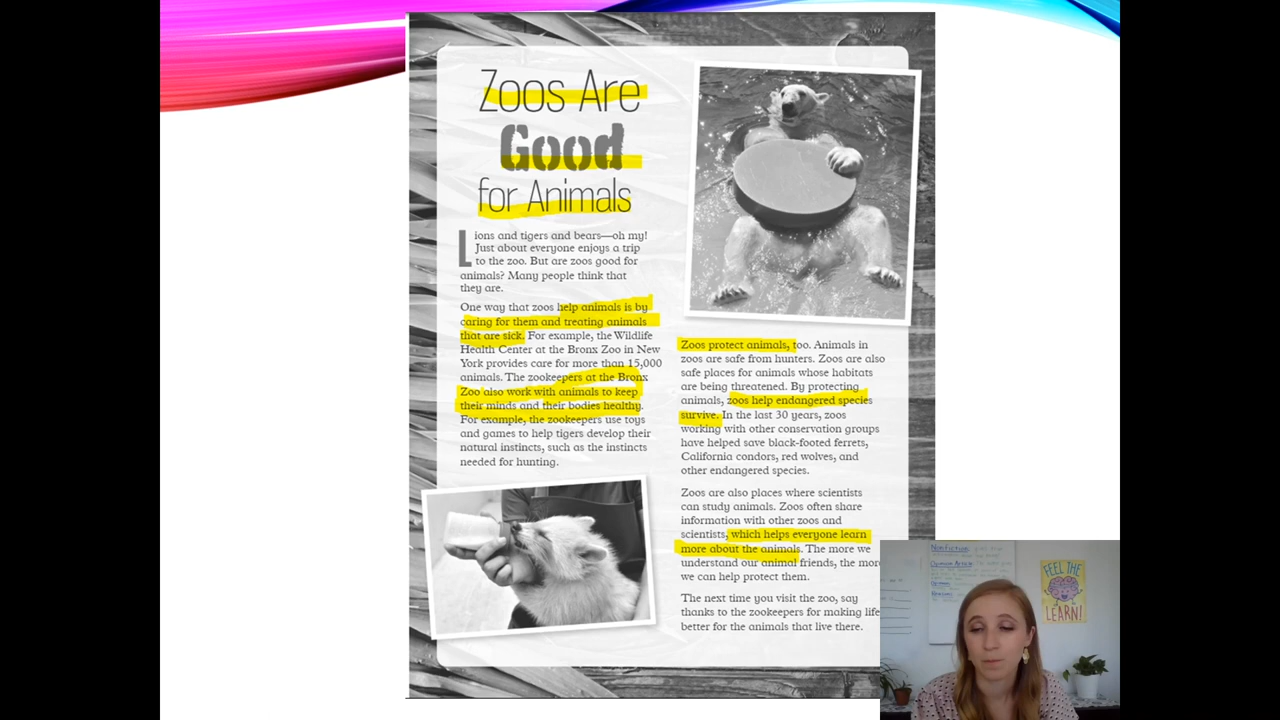 Zoos Are
Good
for Animals
Lions and tigers and bears—oh my!
Just about everyone enjoys a trip
to the zoo. But are zoos good for
animals? Many people think that
they are.
One way that zoos help animals is by
caring for them and treating animals
that are sick. For example, the Wildlife
Health Center at the Bronx Zoo in New
York provides care for more than 15,000
animals. The zookeepers at the Bronx
Zoo also work with animals to keep
their minds and their bodies healthy.
For example, the zookeepers use toys
and games to help tigers develop their
natural instincts, such as the instincts
needed for hunting.
Zoos protect animals, too. Animals in
zoos are safe from hunters. Zoos are also
safe places for animals whose habitats
are being threatened. By protecting
animals, zoos help endangered species
survive. In the last 30 years, zoos
working with other conservation groups
have helped save black-footed ferrets,
California condors, red wolves, and
other endangered species.
Zoos are also places where scientists
can study animals. Zoos often share
information with other zoos and
scientists, which helps everyone learn
more about the animals. The more we
understand our animal friends, the more
we can help protect them.
The next time you visit the zoo, say
thanks to the zookeepers for making life
better for the animals that live there.
Nonfiction:
Opinion Article:
Opinion:
FEEL THE
LEARN!